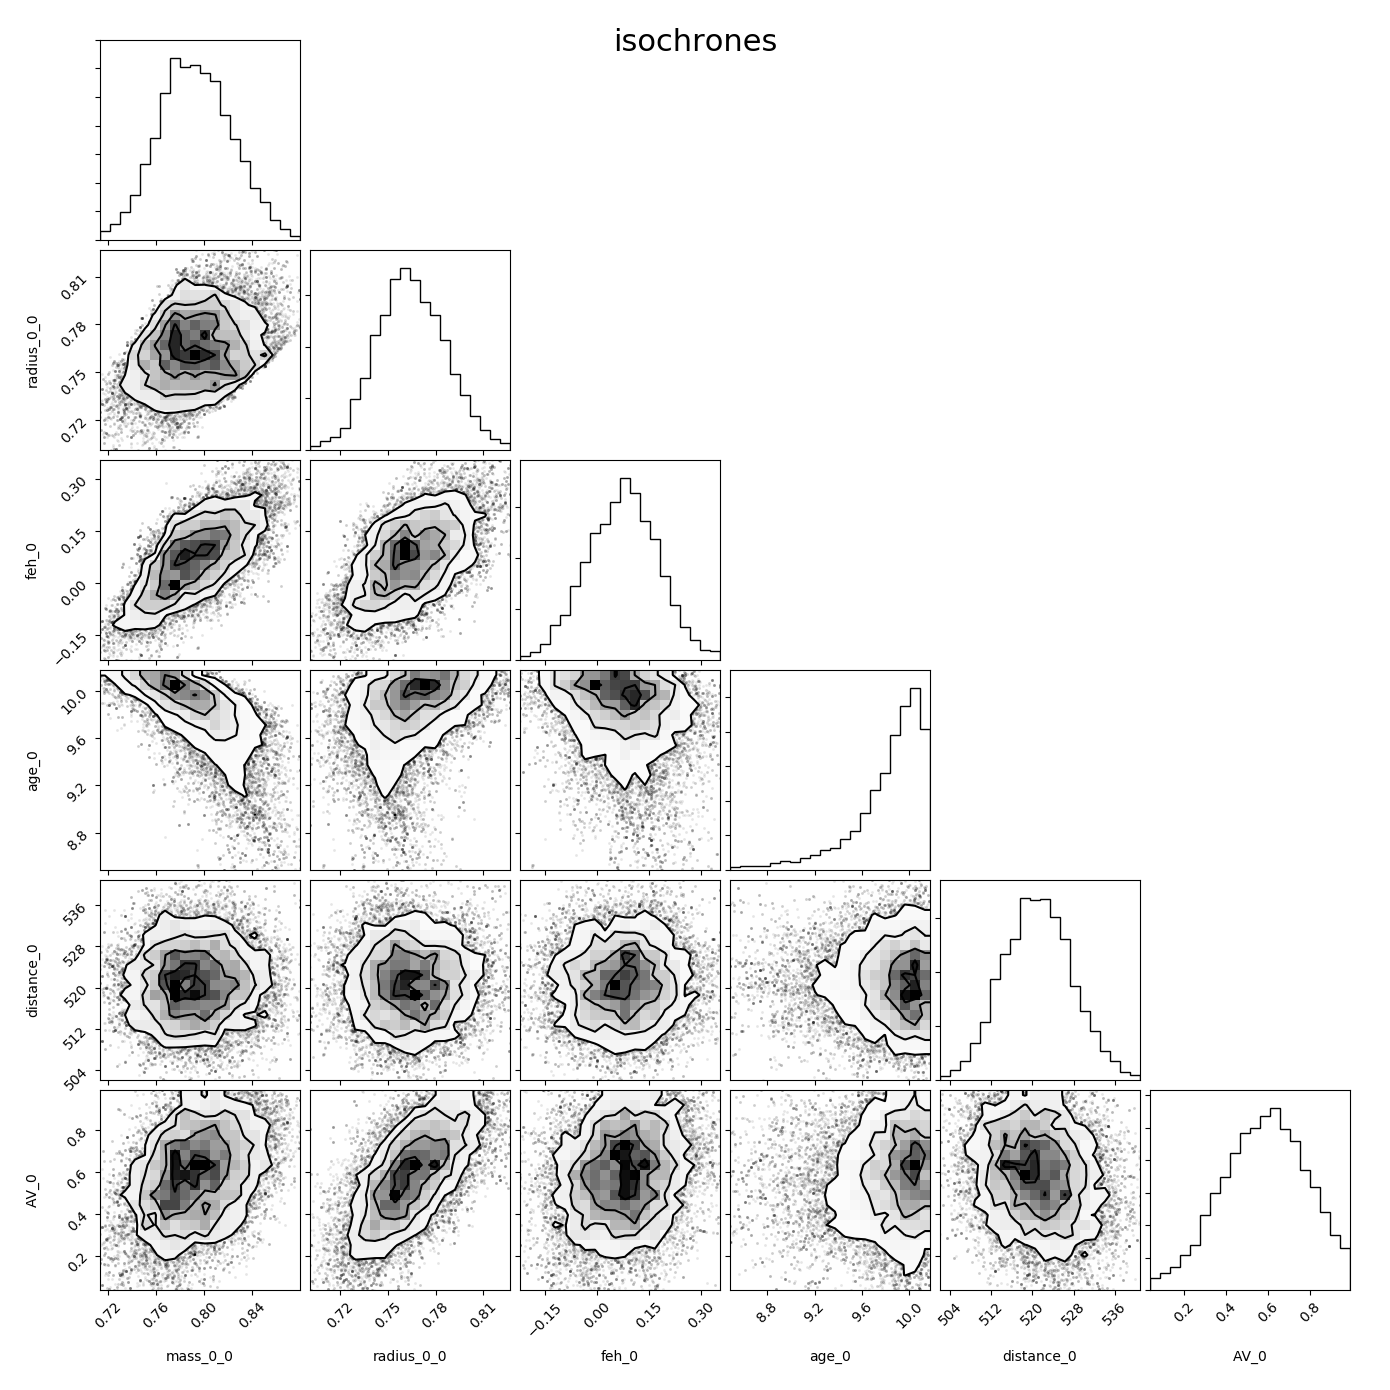 isochrones
radius_0_0
0.81
0.78
0.75
0.72
feh_0
0.30
0.15
0.00
−0.15
age_0
10.0
9.6
9.2
8.8
distance_0
536
528
520
512
504
AV_0
0.8
0.6
0.4
0.2
0.72 0.76 0.80 0.84
0.72 0.75 0.78 0.81
−0.15 0.00 0.15 0.30
8.8 9.2 9.6 10.0
504 512 520 528 536
0.2 0.4 0.6 0.8
mass_0_0 radius_0_0 feh_0 age_0 distance_0 AV_0